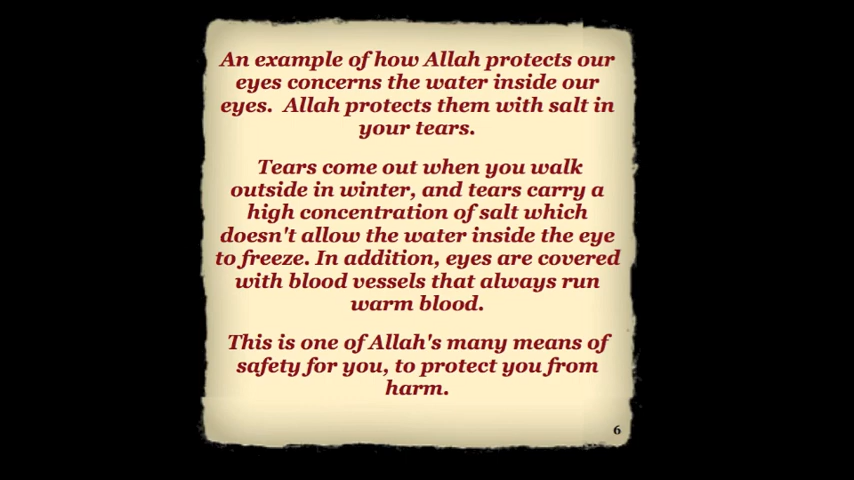 An example of how Allah protects our
eyes concerns the water inside our
eyes.  Allah protects them with salt in
your tears.
Tears come out when you walk
outside in winter, and tears carry a
high concentration of salt which
doesn't allow the water inside the eye
to freeze. In addition, eyes are covered
with blood vessels that always run
warm blood.
This is one of Allah's many means of
safety for you, to protect you from
harm.
6